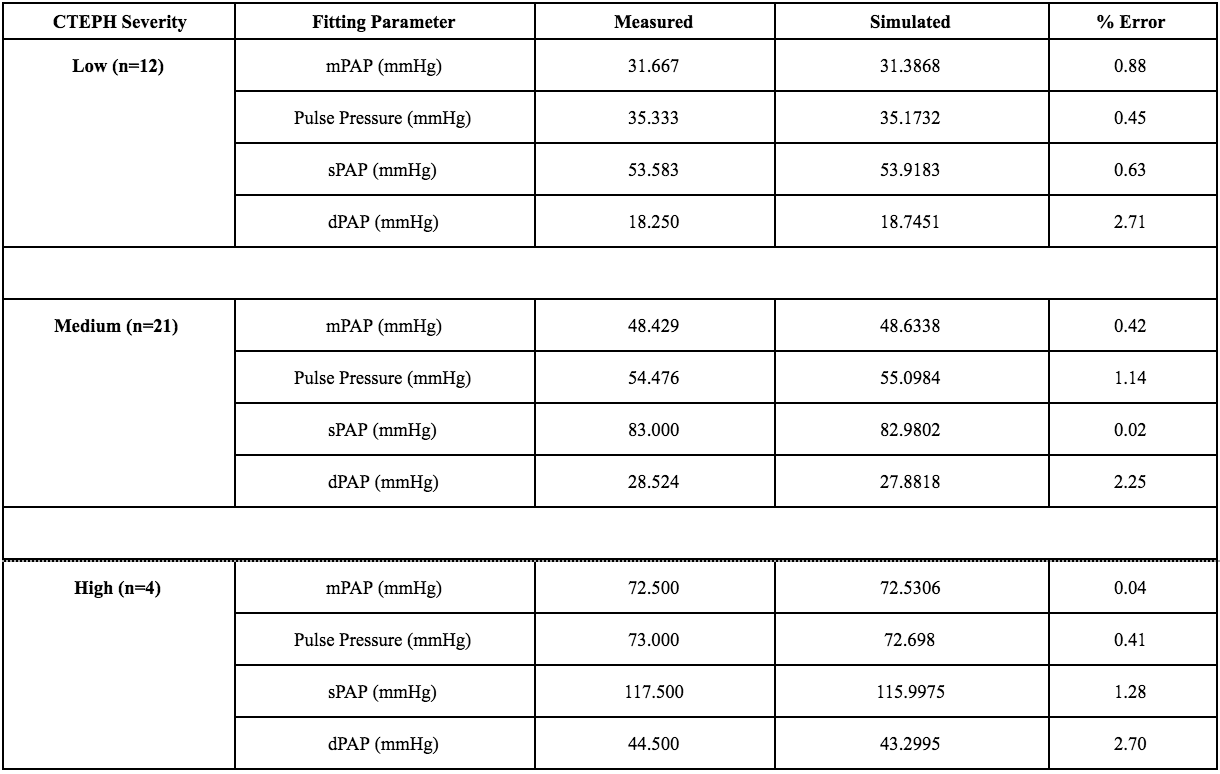 CTEPH Severity Fitting Parameter Measured Simulated % Error
Low (n=12) mPAP (mmHg) 31.667 31.3868 0.88
Pulse Pressure (mmHg) 35.333 35.1732 0.45
sPAP (mmHg) 53.583 53.9183 0.63
dPAP (mmHg) 18.250 18.7451 2.71
Medium (n=21) mPAP (mmHg) 48.429 48.6338 0.42
Pulse Pressure (mmHg) 54.476 55.0984 1.14
sPAP (mmHg) 83.000 82.9802 0.02
dPAP (mmHg) 28.524 27.8818 2.25
High (n=4) mPAP (mmHg) 72.500 72.5306 0.04
Pulse Pressure (mmHg) 73.000 72.698 0.41
sPAP (mmHg) 117.500 115.9975 1.28
dPAP (mmHg) 44.500 43.2995 2.70